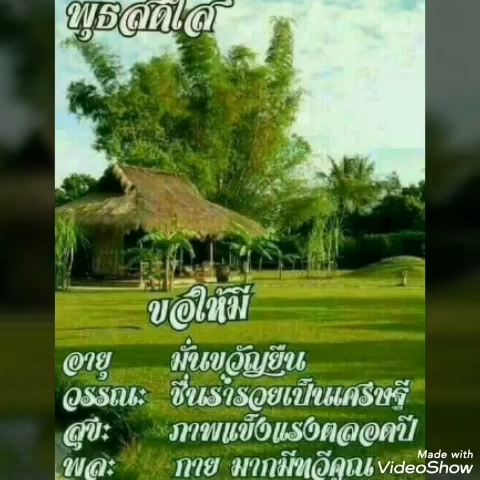 พุธสดใส
ขอให้มี
อายุ มั่นขวัญยืน
วรรณะ ชื่นร่ำรวยเป็นเศรษฐี
สุขะ ภาพแข็งแรงตลอดปี
พละ กาย มากมีทวีคูณ
Made with
VideoShow